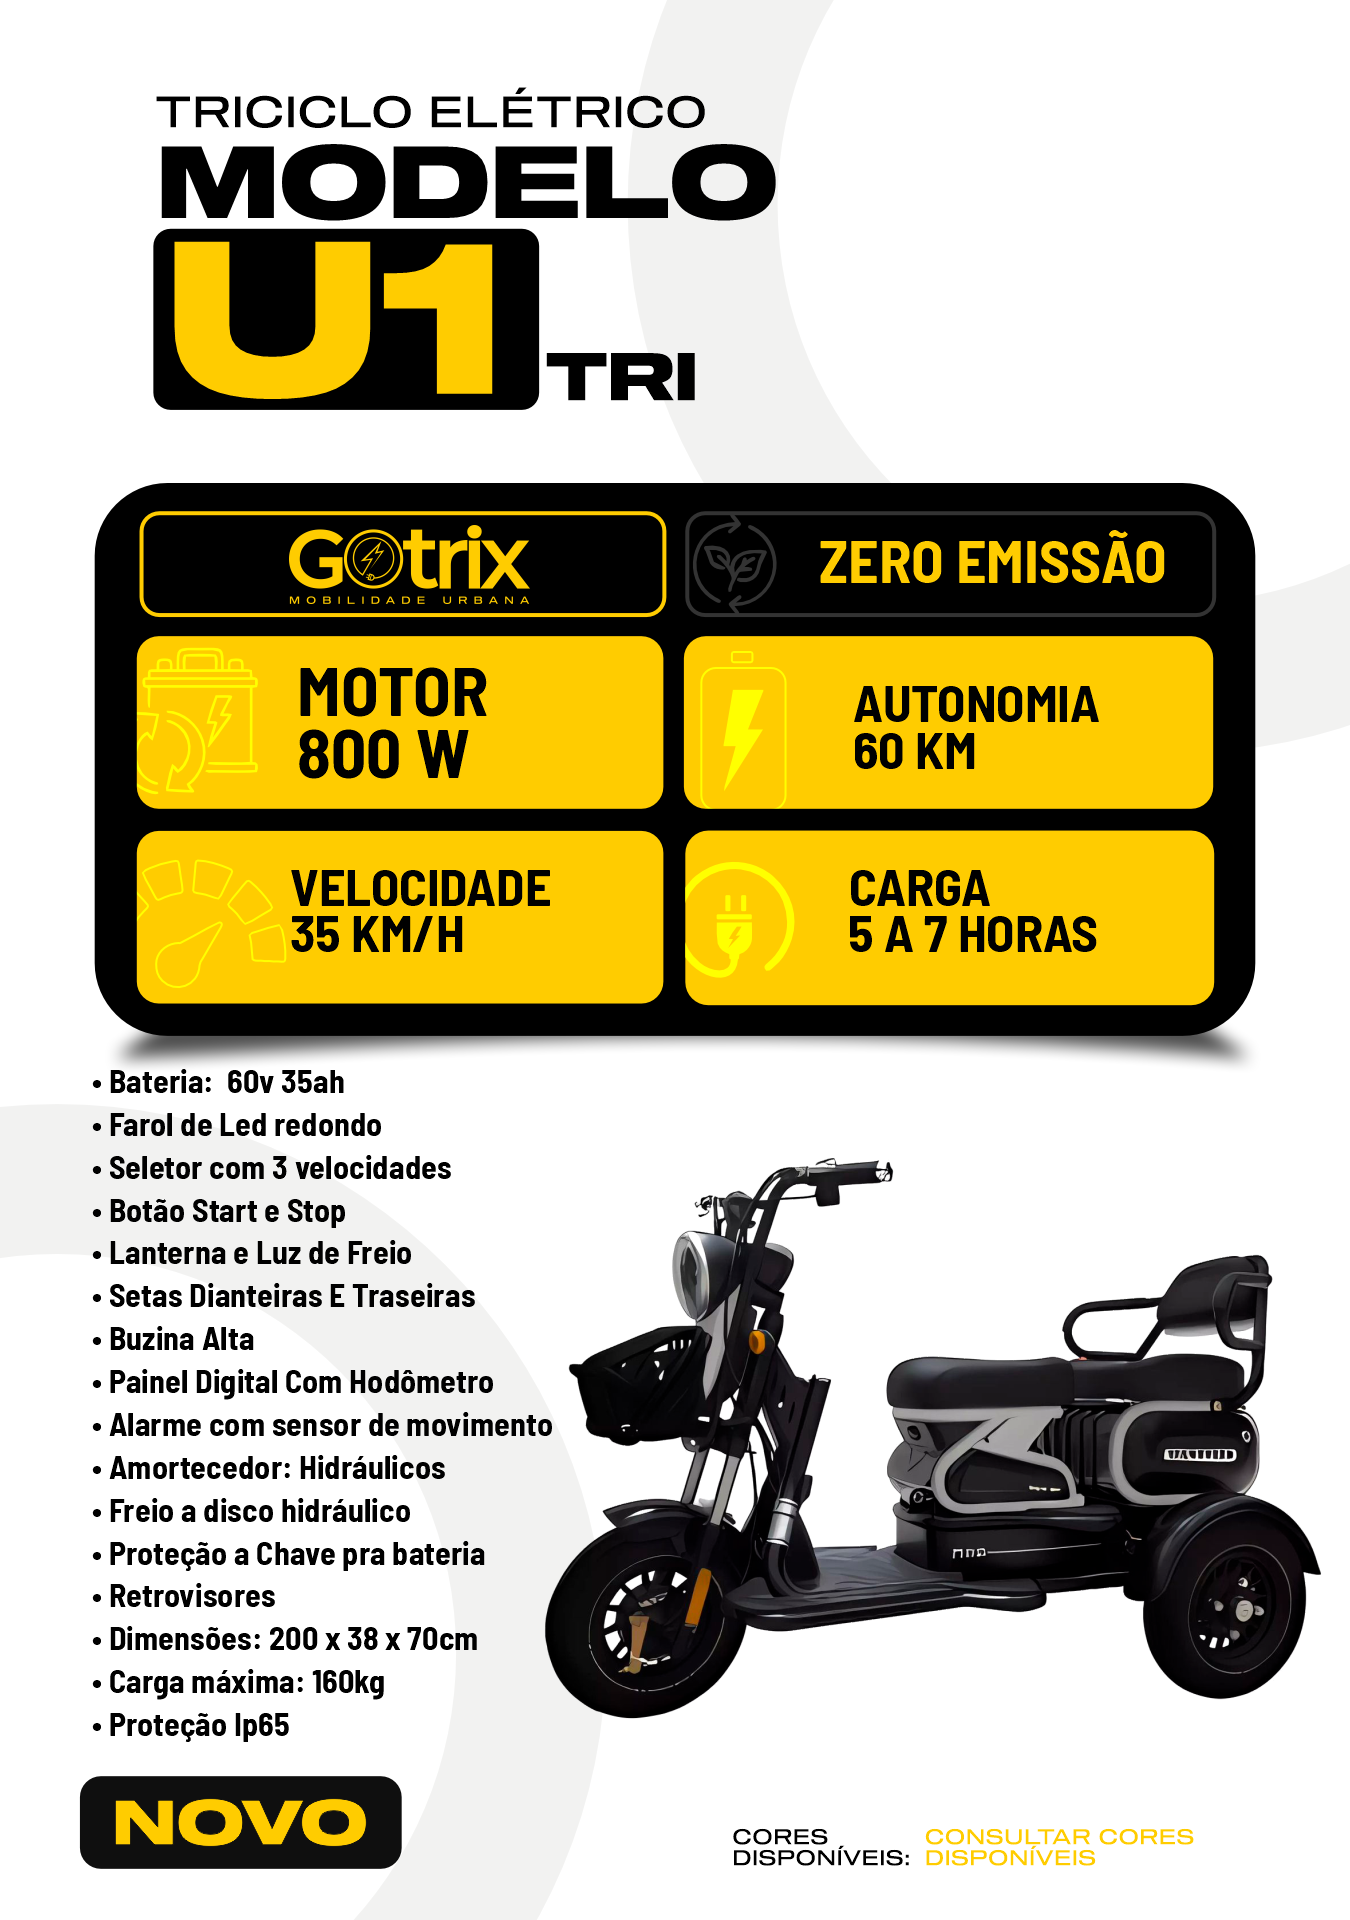 TRICICLO ELÉTRICO
MODELO
U1 TRI
Gotrix
MOBILIDADE URBANA
ZERO EMISSÃO
MOTOR
800 W
AUTONOMIA
60 KM
VELOCIDADE
35 KM/H
CARGA
5 A 7 HORAS
• Bateria:  60v 35ah
• Farol de Led redondo
• Seletor com 3 velocidades
• Botão Start e Stop
• Lanterna e Luz de Freio
• Setas Dianteiras E Traseiras
• Buzina Alta
• Painel Digital Com Hodômetro
• Alarme com sensor de movimento
• Amortecedor: Hidráulicos
• Freio a disco hidráulico
• Proteção a Chave pra bateria
• Retrovisores
• Dimensões: 200 x 38 x 70cm
• Carga máxima: 160kg
• Proteção Ip65
NOVO
CORES
DISPONÍVEIS:
CONSULTAR CORES
DISPONÍVEIS